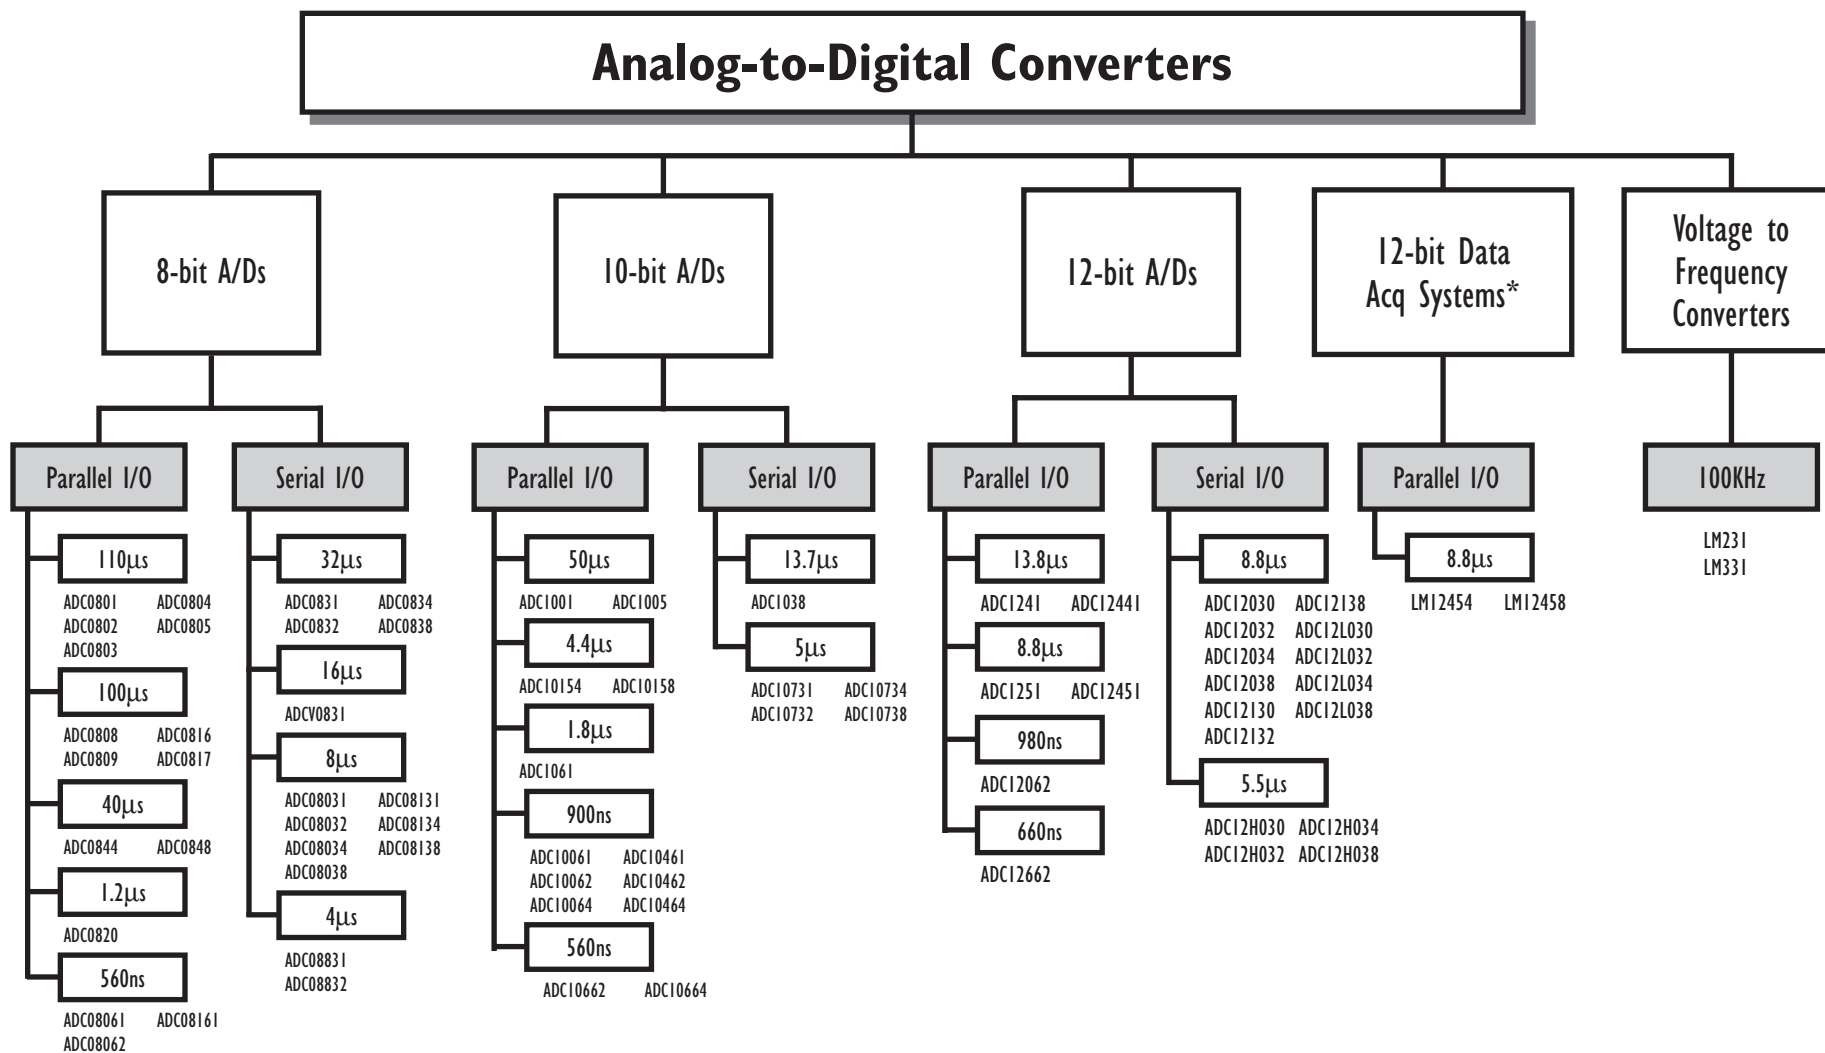 Analog-to-Digital Converters
8-bit A/Ds
10-bit A/Ds
12-bit A/Ds
12-bit Data
Acq Systems*
Voltage to
Frequency
Converters
Parallel I/O
110µs
ADC0801 ADC0804
ADC0802 ADC0805
ADC0803
100µs
ADC0808 ADC0816
ADC0809 ADC0817
40µs
ADC0844 ADC0848
1.2µs
ADC0820
560ns
ADC08061 ADC08161
ADC08062
Serial I/O
32µs
ADC0831 ADC0834
ADC0832 ADC0838
16µs
ADCV0831
8µs
ADC08031 ADC08131
ADC08032 ADC08134
ADC08034 ADC08138
ADC08038
4µs
ADC08831
ADC08832
Parallel I/O
50µs
ADC1001 ADC1005
4.4µs
ADC10154 ADC10158
1.8µs
ADC1061
900ns
ADC10061 ADC10461
ADC10062 ADC10462
ADC10064 ADC10464
560ns
ADC10662 ADC10664
Serial I/O
13.7µs
ADC1038
5µs
ADC10731 ADC10734
ADC10732 ADC10738
Parallel I/O
13.8µs
ADC1241 ADC12441
8.8µs
ADC1251 ADC12451
980ns
ADC12062
660ns
ADC12662
Serial I/O
8.8µs
ADC12030 ADC12138
ADC12032 ADC12L030
ADC12034 ADC12L032
ADC12038 ADC12L034
ADC12130 ADC12L038
ADC12132
5.5µs
ADC12H030 ADC12H034
ADC12H032 ADC12H038
Parallel I/O
8.8µs
LM12454 LM12458
100KHz
LM231
LM331